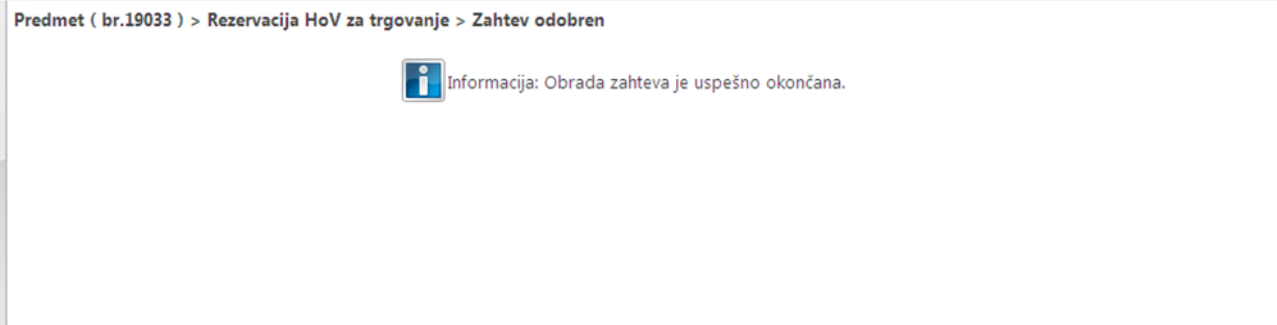 Predmet ( br.19033 ) > Rezervacija HoV za trgovanje > Zahtev odobren
Informacija: Obrada zahteva je uspešno okončana.